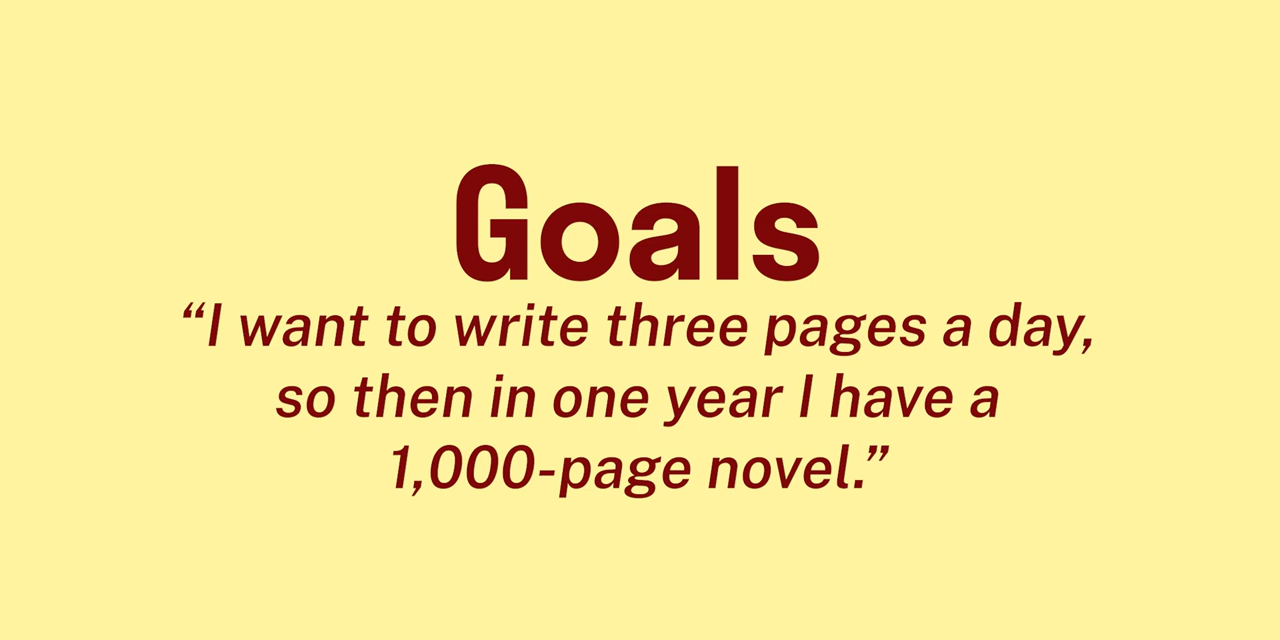 Goals
“I want to write three pages a day,
so then in one year I have a
1,000-page novel.”